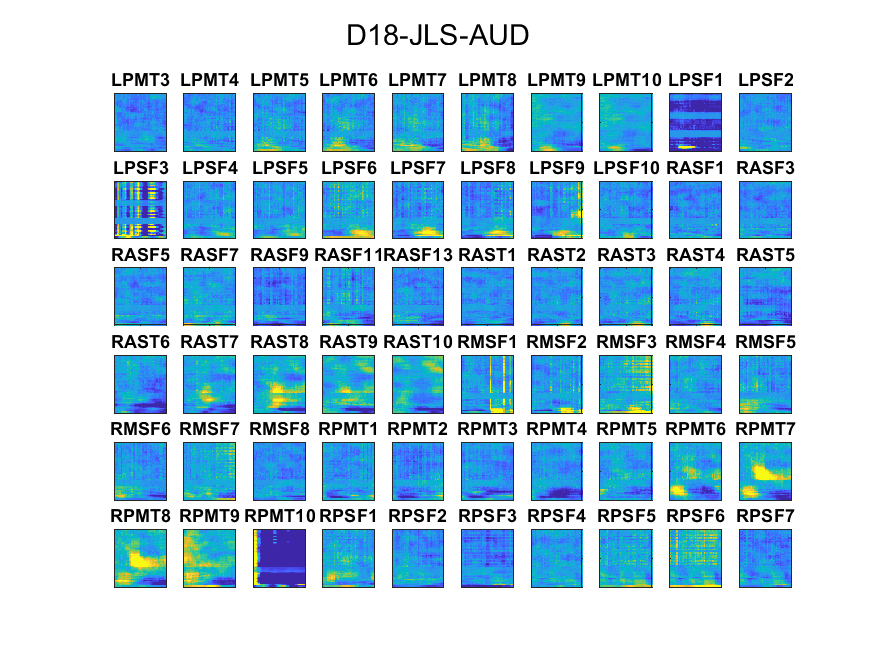 D18-JLS-AUD
LPMT3 LPMT4 LPMT5 LPMT6 LPMT7 LPMT8 LPMT9 LPMT10 LPSF1 LPSF2
LPSF3 LPSF4 LPSF5 LPSF6 LPSF7 LPSF8 LPSF9 LPSF10 RASF1 RASF3
RASF5 RASF7 RASF9 RASF11 RASF13 RAST1 RAST2 RAST3 RAST4 RAST5
RAST6 RAST7 RAST8 RAST9 RAST10 RMSF1 RMSF2 RMSF3 RMSF4 RMSF5
RMSF6 RMSF7 RMSF8 RPMT1 RPMT2 RPMT3 RPMT4 RPMT5 RPMT6 RPMT7
RPMT8 RPMT9 RPMT10 RPSF1 RPSF2 RPSF3 RPSF4 RPSF5 RPSF6 RPSF7